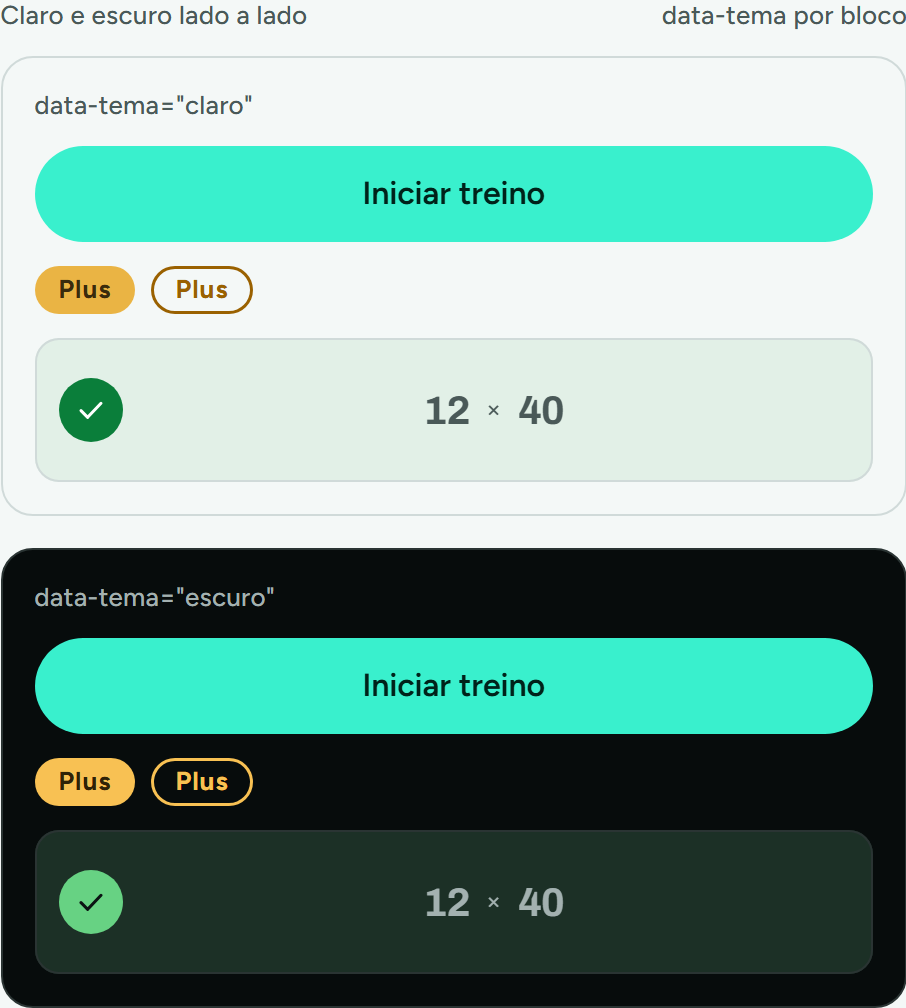 Claro e escuro lado a lado data-tema por bloco
data-tema="claro"
Iniciar treino
Plus Plus
12 × 40
data-tema="escuro"
Iniciar treino
Plus Plus
12 × 40